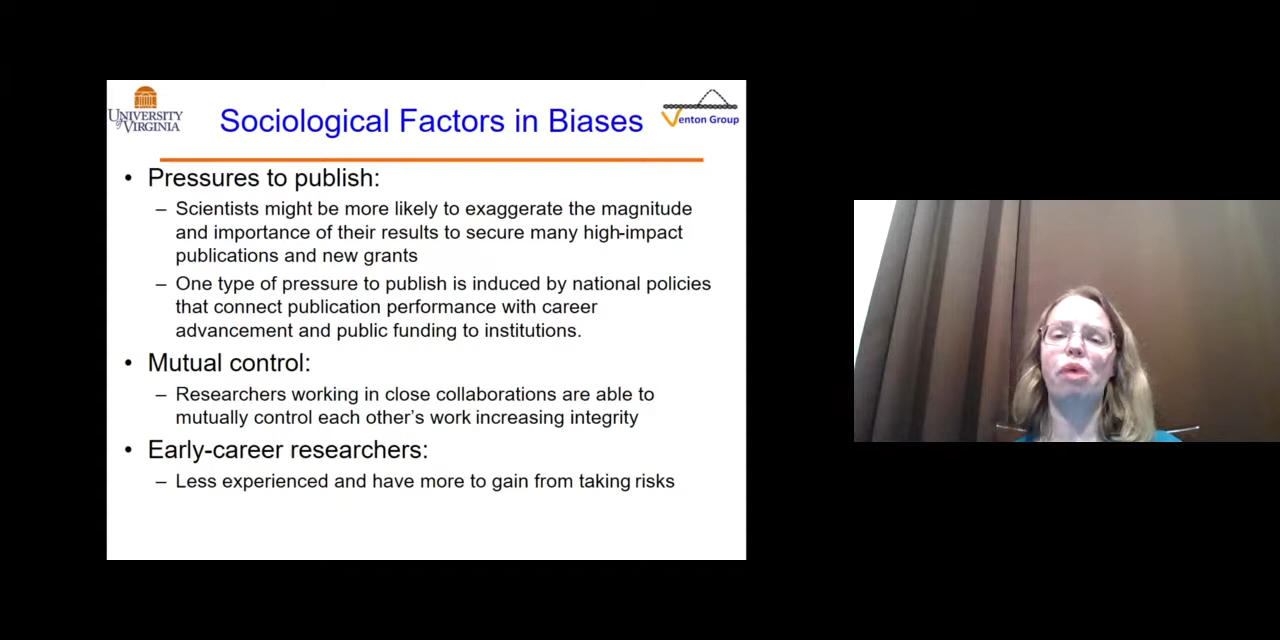 UNIVERSITY
of VIRGINIA
Sociological Factors in Biases
Venton Group
• Pressures to publish:
– Scientists might be more likely to exaggerate the magnitude
and importance of their results to secure many high-impact
publications and new grants
– One type of pressure to publish is induced by national policies
that connect publication performance with career
advancement and public funding to institutions.
• Mutual control:
– Researchers working in close collaborations are able to
mutually control each other’s work increasing integrity
• Early-career researchers:
– Less experienced and have more to gain from taking risks